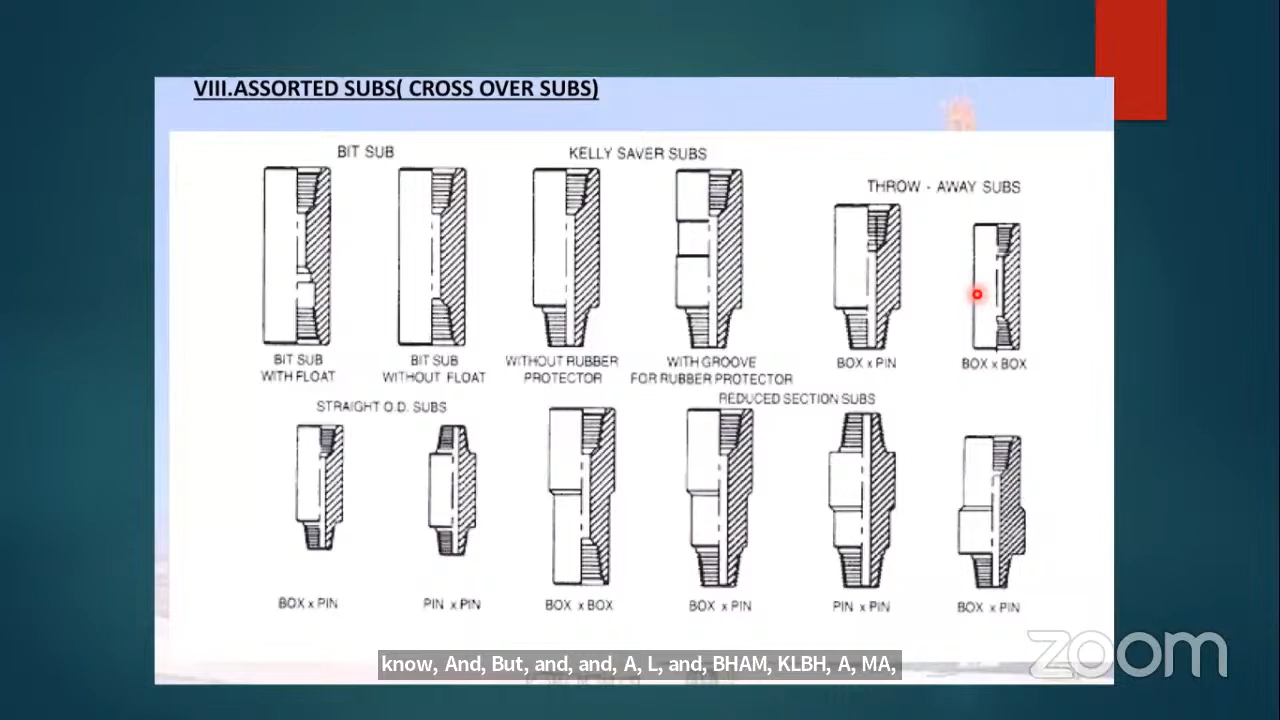 VIII.ASSORTED SUBS( CROSS OVER SUBS)
BIT SUB
KELLY SAVER SUBS
THROW - AWAY SUBS
BIT SUB
WITH FLOAT
BIT SUB
WITHOUT FLOAT
WITHOUT RUBBER
PROTECTOR
WITH GROOVE
FOR RUBBER PROTECTOR
BOX x PIN
BOX x BOX
STRAIGHT O.D. SUBS
REDUCED SECTION SUBS
BOX x PIN
PIN x PIN
BOX x BOX
BOX x PIN
PIN x PIN
BOX x PIN
know, And, But, and, and, A, L, and, BHAM, KLBH, A, MA,
zoom